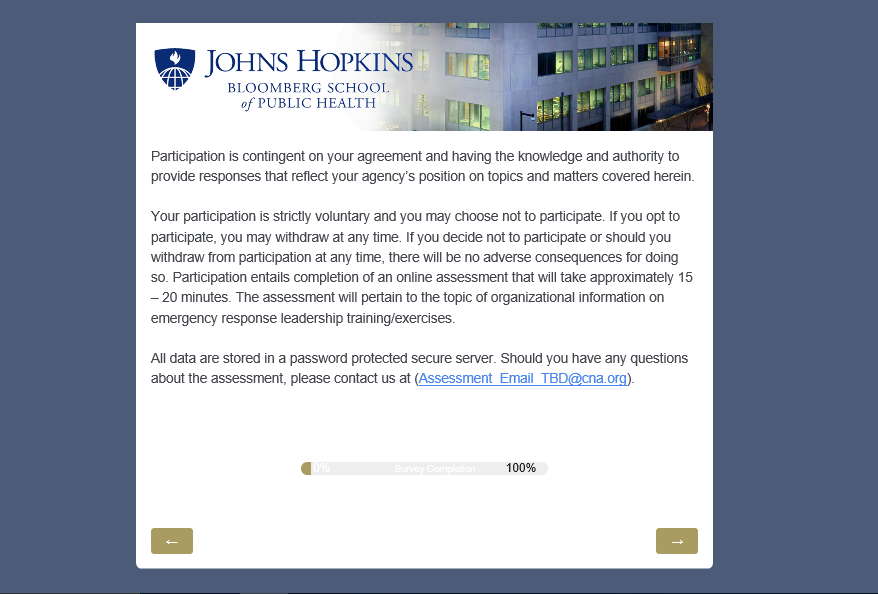 JOHNS HOPKINS
BLOOMBERG SCHOOL
of PUBLIC HEALTH
Participation is contingent on your agreement and having the knowledge and authority to
provide responses that reflect your agency’s position on topics and matters covered herein.
Your participation is strictly voluntary and you may choose not to participate. If you opt to
participate, you may withdraw at any time. If you decide not to participate or should you
withdraw from participation at any time, there will be no adverse consequences for doing
so. Participation entails completion of an online assessment that will take approximately 15
– 20 minutes. The assessment will pertain to the topic of organizational information on
emergency response leadership training/exercises.
All data are stored in a password protected secure server. Should you have any questions
about the assessment, please contact us at (Assessment_Email_TBD@cna.org).
0% Survey Completion 100%
← →